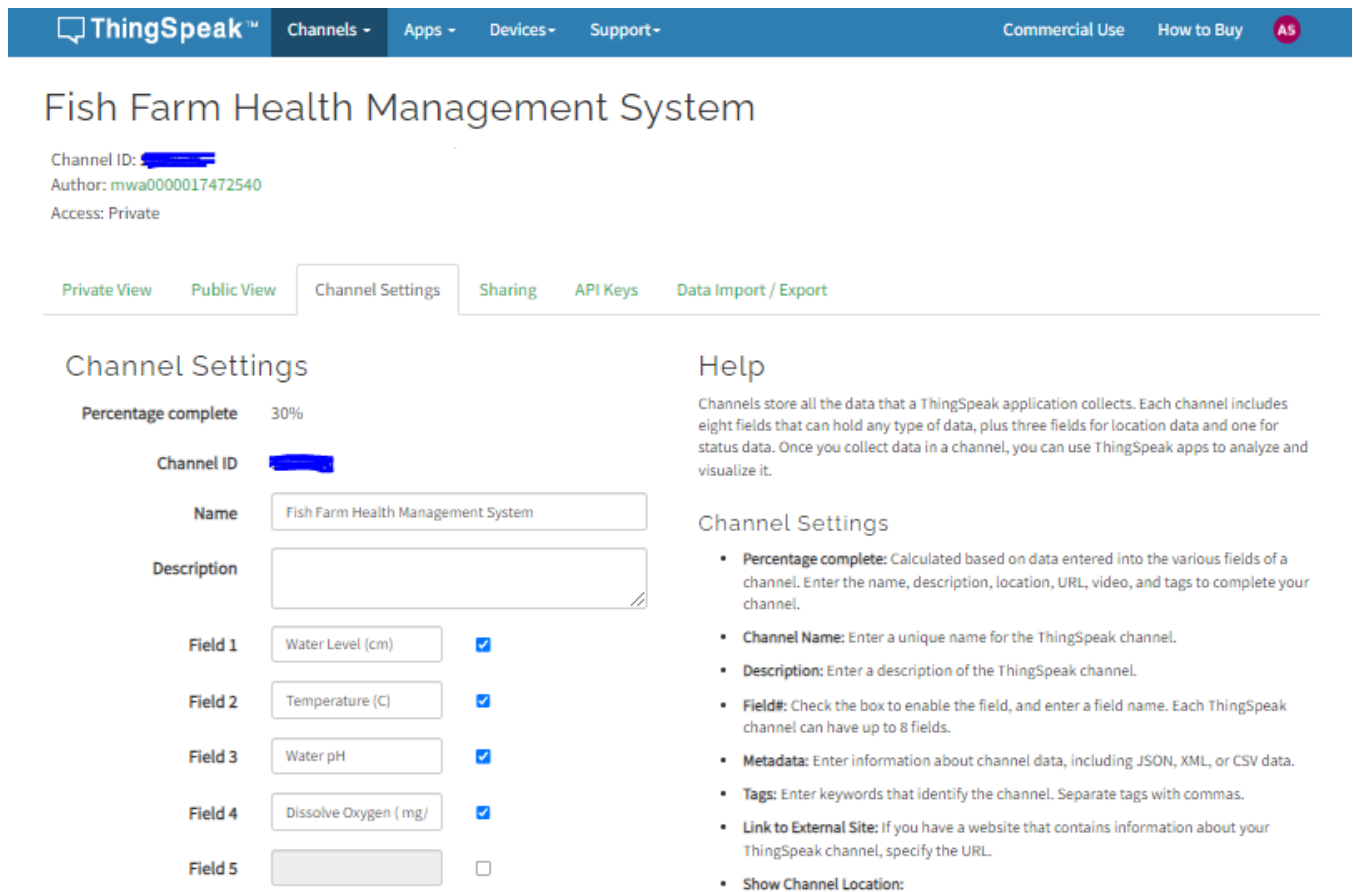 ThingSpeak™ Channels Apps Devices Support Commercial Use How to Buy AS
Fish Farm Health Management System
Channel ID:
Author: mwa0000017472540
Access: Private
Private View Public View Channel Settings Sharing API Keys Data Import / Export
Channel Settings
Percentage complete 30%
Channel ID
Name Fish Farm Health Management System
Description
Field 1 Water Level (cm)
Field 2 Temperature (C)
Field 3 Water pH
Field 4 Dissolve Oxygen ( mg/
Field 5
Help
Channels store all the data that a ThingSpeak application collects. Each channel includes
eight fields that can hold any type of data, plus three fields for location data and one for
status data. Once you collect data in a channel, you can use ThingSpeak apps to analyze and
visualize it.
Channel Settings
• Percentage complete: Calculated based on data entered into the various fields of a
channel. Enter the name, description, location, URL, video, and tags to complete your
channel.
• Channel Name: Enter a unique name for the ThingSpeak channel.
• Description: Enter a description of the ThingSpeak channel.
• Field#: Check the box to enable the field, and enter a field name. Each ThingSpeak
channel can have up to 8 fields.
• Metadata: Enter information about channel data, including JSON, XML, or CSV data.
• Tags: Enter keywords that identify the channel. Separate tags with commas.
• Link to External Site: If you have a website that contains information about your
ThingSpeak channel, specify the URL.
• Show Channel Location: